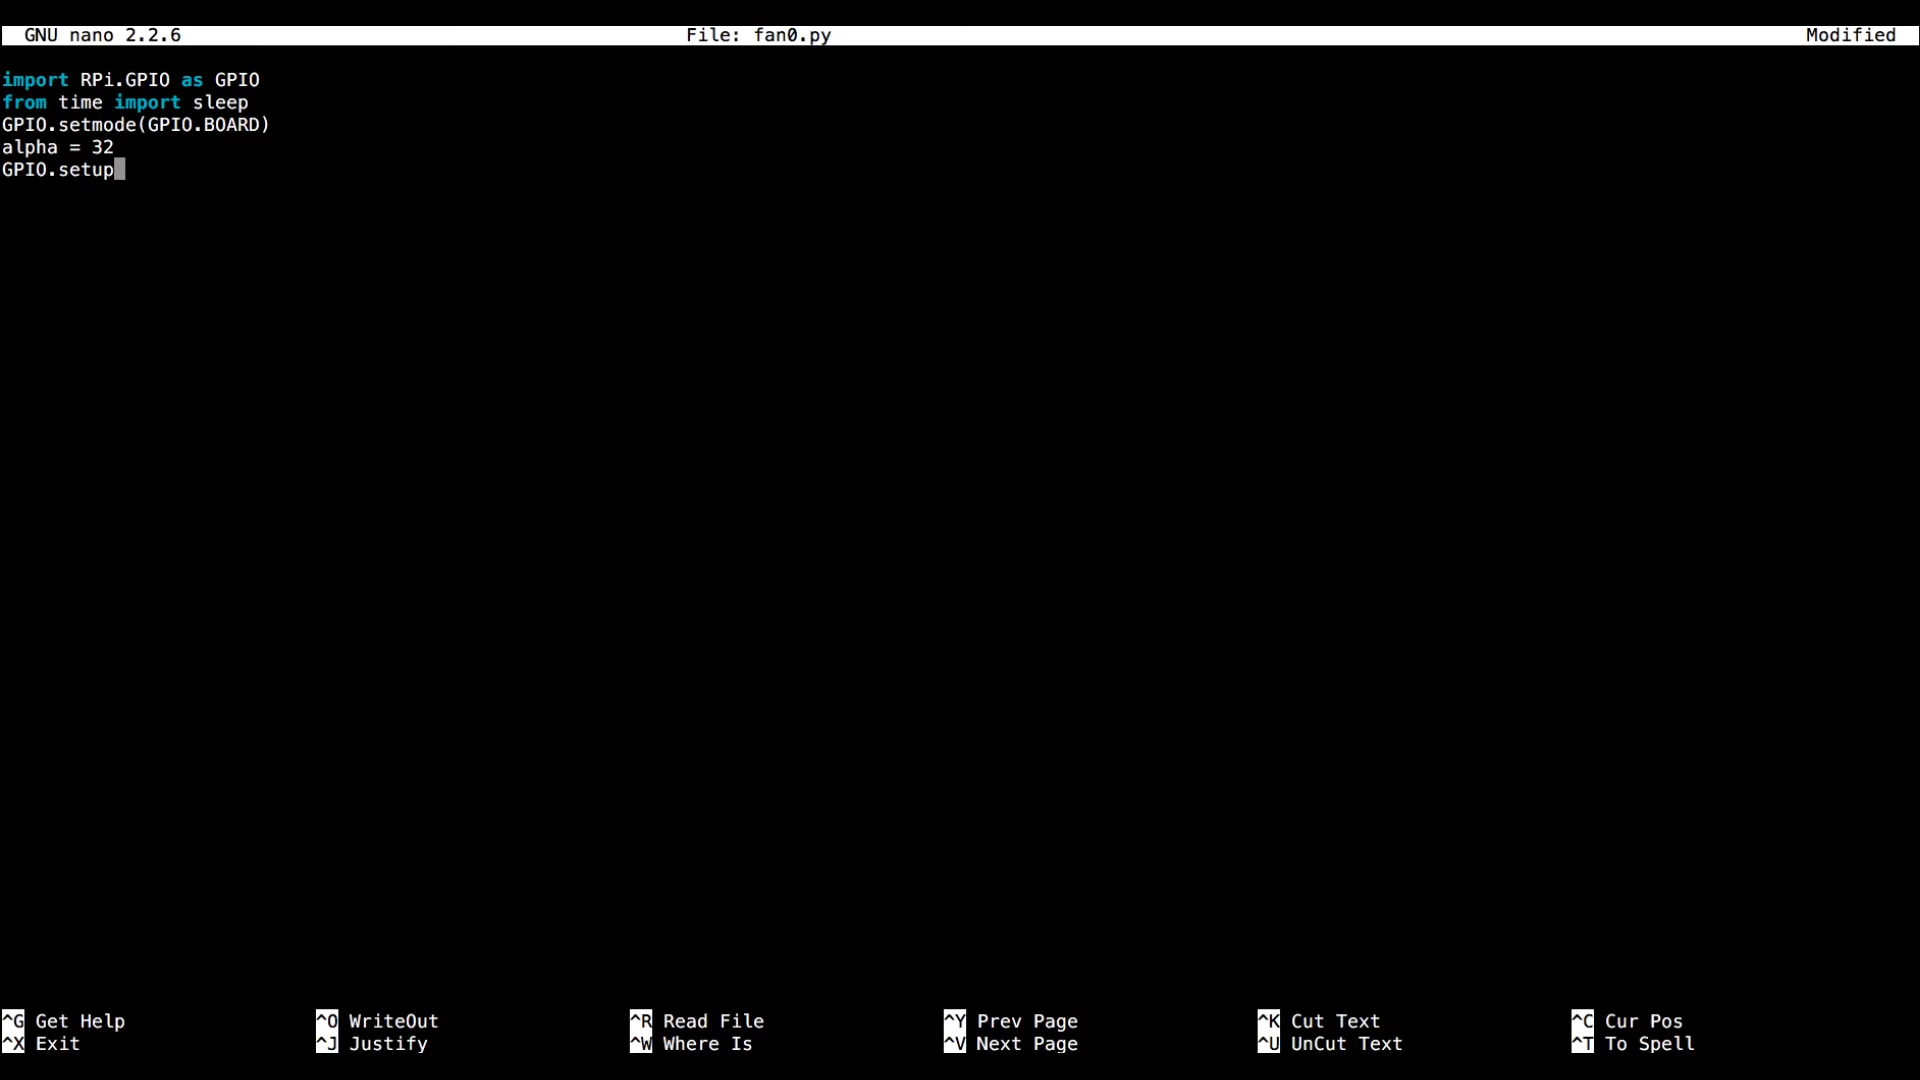 GNU nano 2.2.6 File: fan0.py Modified
import RPi.GPIO as GPIO
from time import sleep
GPIO.setmode(GPIO.BOARD)
alpha = 32
GPIO.setup
^G Get Help ^O WriteOut ^R Read File ^Y Prev Page ^K Cut Text ^C Cur Pos
^X Exit ^J Justify ^W Where Is ^V Next Page ^U UnCut Text ^T To Spell